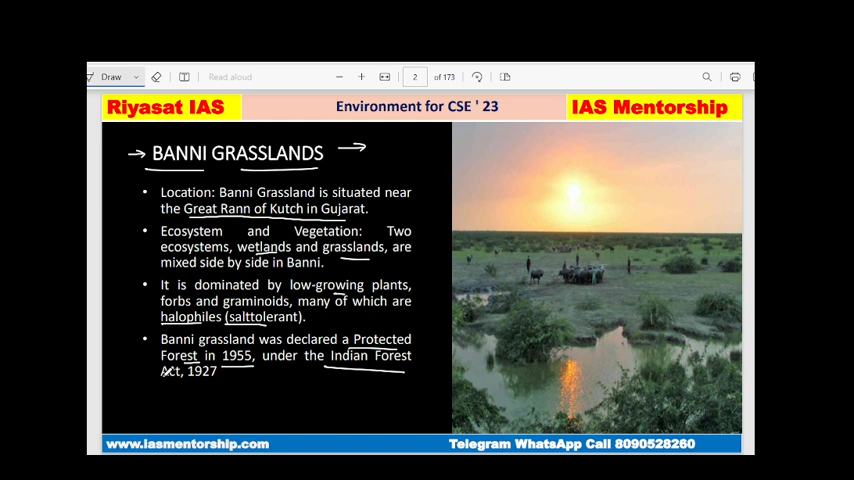 Draw
Read aloud
2 of 173
Riyasat IAS
Environment for CSE ' 23
IAS Mentorship
BANNI GRASSLANDS
• Location: Banni Grassland is situated near
the Great Rann of Kutch in Gujarat.
• Ecosystem and Vegetation: Two
ecosystems, wetlands and grasslands, are
mixed side by side in Banni.
• It is dominated by low-growing plants,
forbs and graminoids, many of which are
halophiles (salttolerant).
• Banni grassland was declared a Protected
Forest in 1955, under the Indian Forest
Act, 1927
www.iasmentorship.com
Telegram WhatsApp Call 8090528260